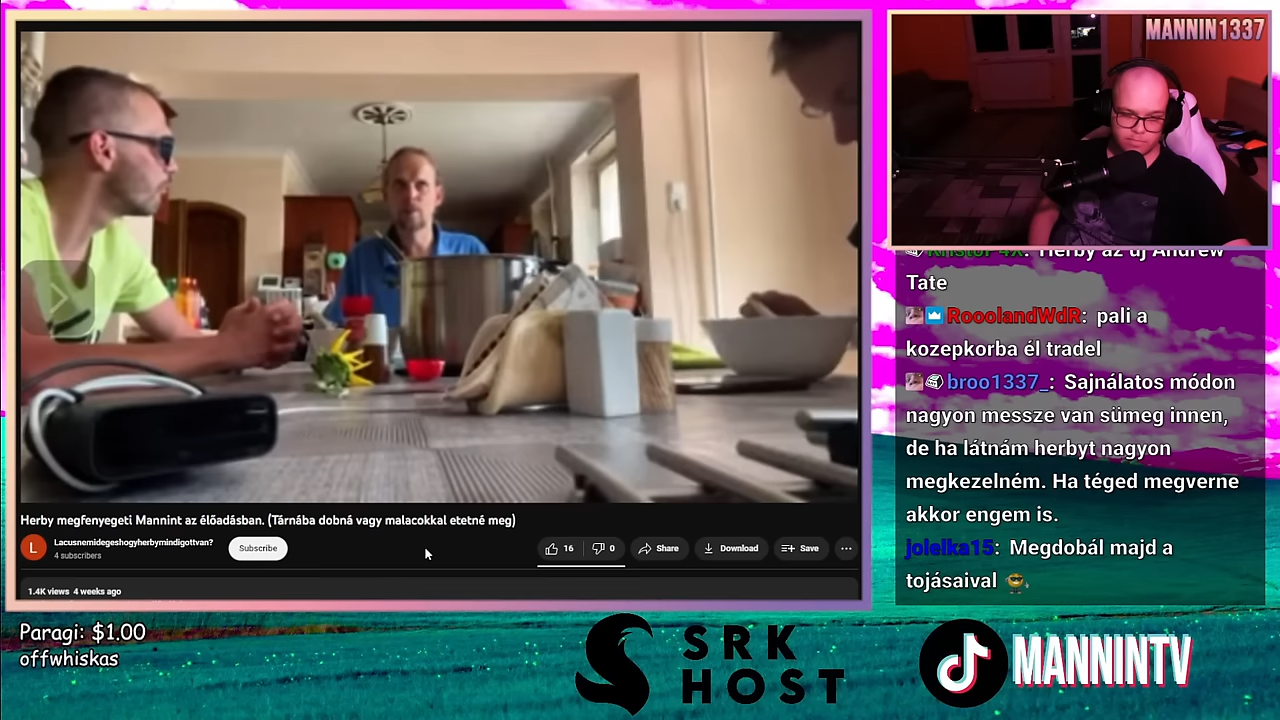 MANNIN1337
Kristof 4x: Herby az új Andrew
Tate
RooolandWdR: pali a
kozepkorba él tradel
broo1337_: Sajnálatos módon
nagyon messze van sümeg innen,
de ha látnám herbyt nagyon
megkezelném. Ha téged megverne
akkor engem is.
jolelka15: Megdobál majd a
tojásaival
Herby megfenyegeti Mannint az élőadásban. (Tárnába dobná vagy malacokkal etetné meg)
L
Lacusnemidegeshogyherbymindigottvan?
4 subscribers
Subscribe
16
0
Share
Download
Save
1.4K views 4 weeks ago
Paragi: $1.00
offwhiskas
SRK
HOST
MANNINTV